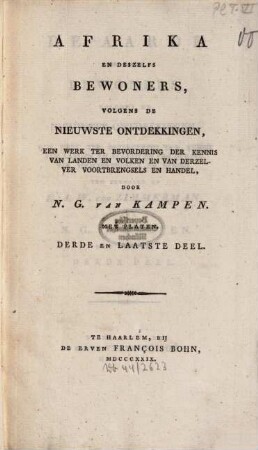 AFRIKA
EN DESZELFS
BEWONERS,
VOLGENS DE
NIEUWSTE ONTDEKKINGEN,
EEN WERK TER BEVORDERING DER KENNIS
VAN LANDEN EN VOLKEN EN VAN DERZEL-
VER VOORTBRENGSELS EN HANDEL,
DOOR
N. G. VAN KAMPEN.
MET PLATEN.
DERDE EN LAATSTE DEEL.
TE HAARLEM, BIJ
DE ERVEN FRANÇOIS BOHN,
MDCCCXXIX.
44/2623